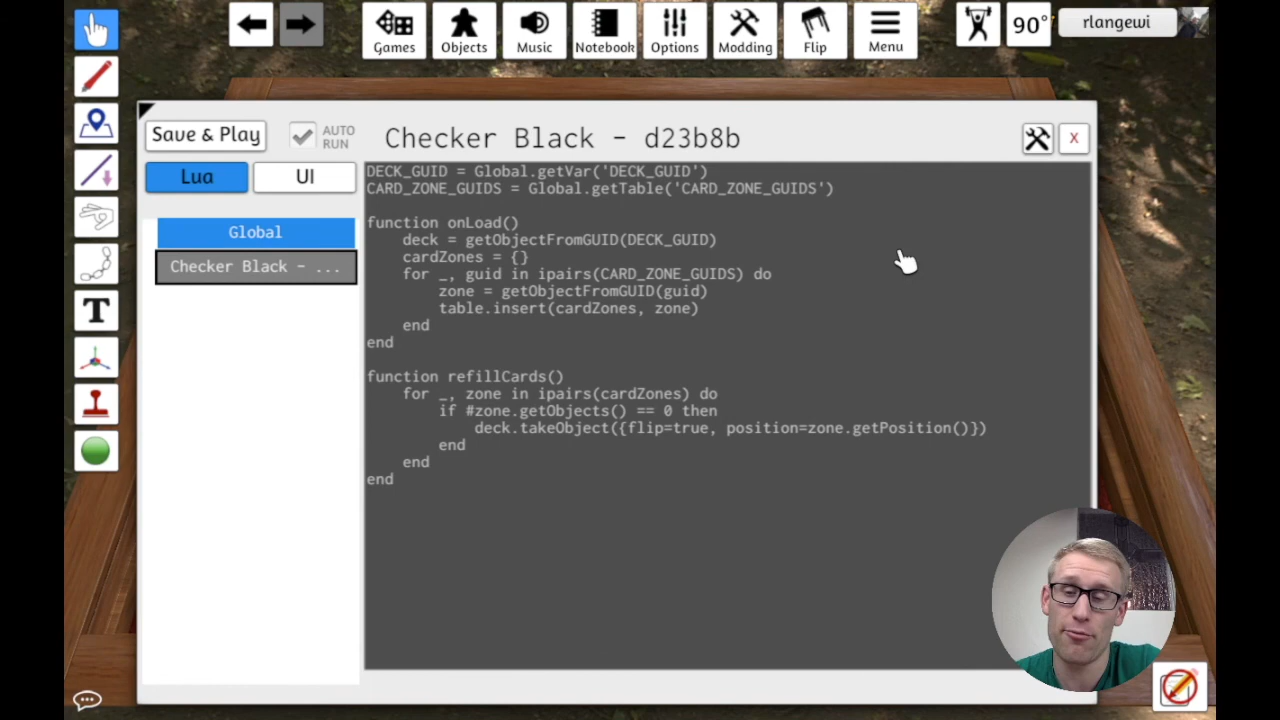 Games
Objects
Music
Notebook
Options
Modding
Flip
Menu
90°
rlangewi
Save & Play
AUTO
RUN
Checker Black - d23b8b
X
Lua
UI
Global
Checker Black - ...
DECK_GUID = Global.getVar('DECK_GUID')
CARD_ZONE_GUIDS = Global.getTable('CARD_ZONE_GUIDS')
function onLoad()
deck = getObjectFromGUID(DECK_GUID)
cardZones = {}
for _, guid in ipairs(CARD_ZONE_GUIDS) do
zone = getObjectFromGUID(guid)
table.insert(cardZones, zone)
end
end
function refillCards()
for _, zone in ipairs(cardZones) do
if #zone.getObjects() == 0 then
deck.takeObject({flip=true, position=zone.getPosition()})
end
end
end
T